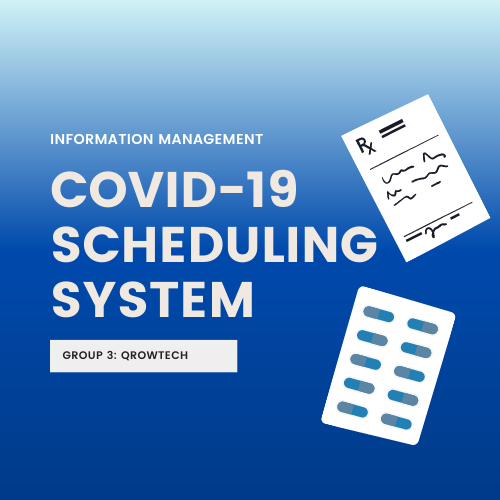 INFORMATION MANAGEMENT
COVID-19
SCHEDULING
SYSTEM
GROUP 3: QROWTECH
Rx